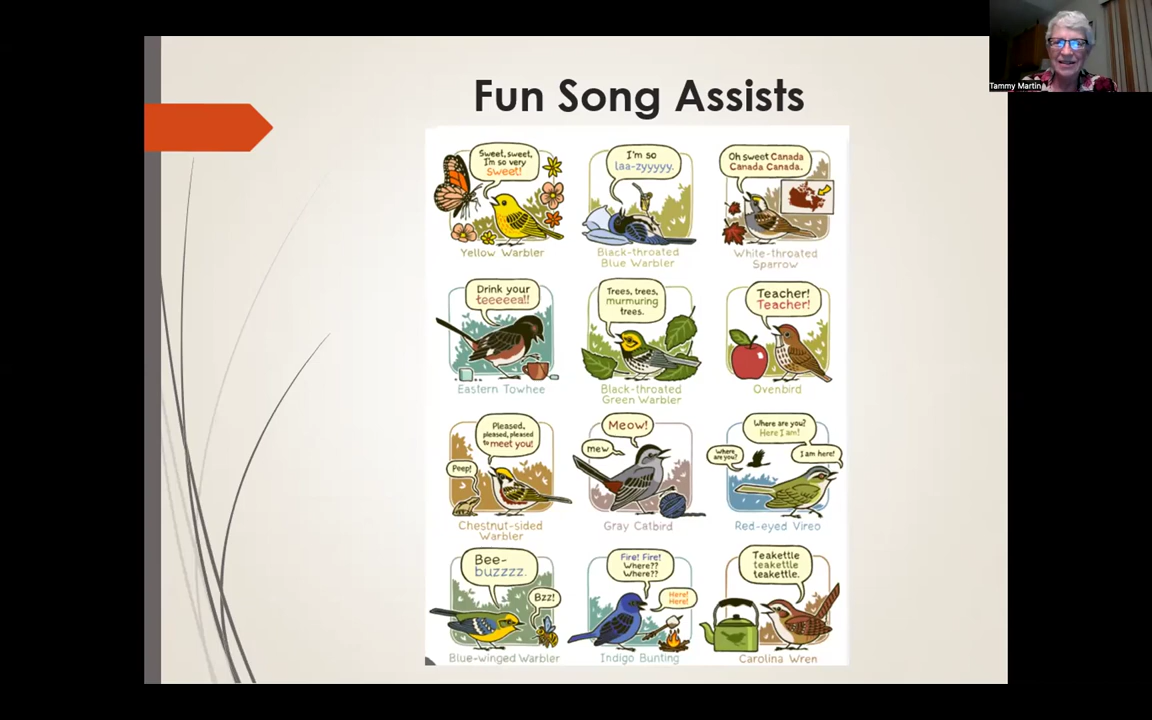 Tammy Martin
Fun Song Assists
Sweet, sweet,
I'm so very
sweet!
Yellow Warbler
I'm so
laa-zyyyyy.
Black-throated
Blue Warbler
Oh sweet Canada
Canada Canada.
White-throated
Sparrow
Drink your
teeeeea!!
Eastern Towhee
Trees, trees,
murmuring
trees.
Black-throated
Green Warbler
Teacher!
Teacher!
Ovenbird
Pleased,
pleased, pleased
to meet you!
Peep!
Chestnut-sided
Warbler
Meow!
mew
Gray Catbird
Where are you?
Here I am!
Where
are you?
I am here!
Red-eyed Vireo
Bee-
buzzzz.
Bzz!
Blue-winged Warbler
Fire! Fire!
Where??
Where??
Here!
Here!
Indigo Bunting
Teakettle
teakettle
teakettle.
Carolina Wren